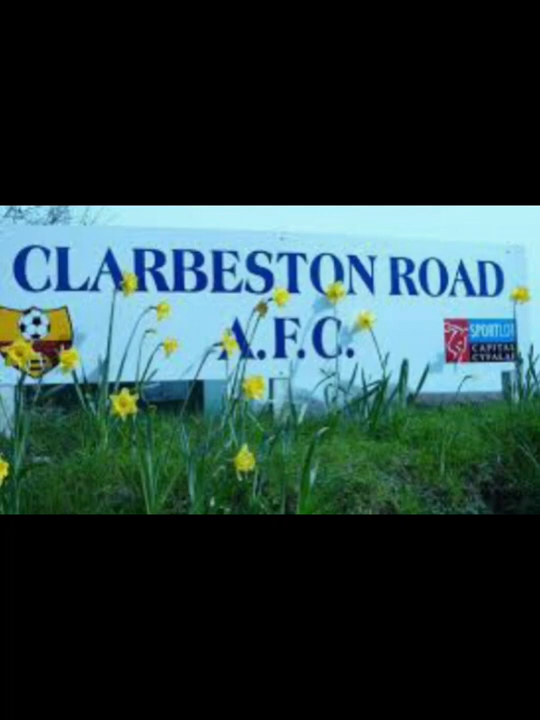 CLARBESTON ROAD
A.F.C.
SPORTLOT
CAPITAL
CYFALAF